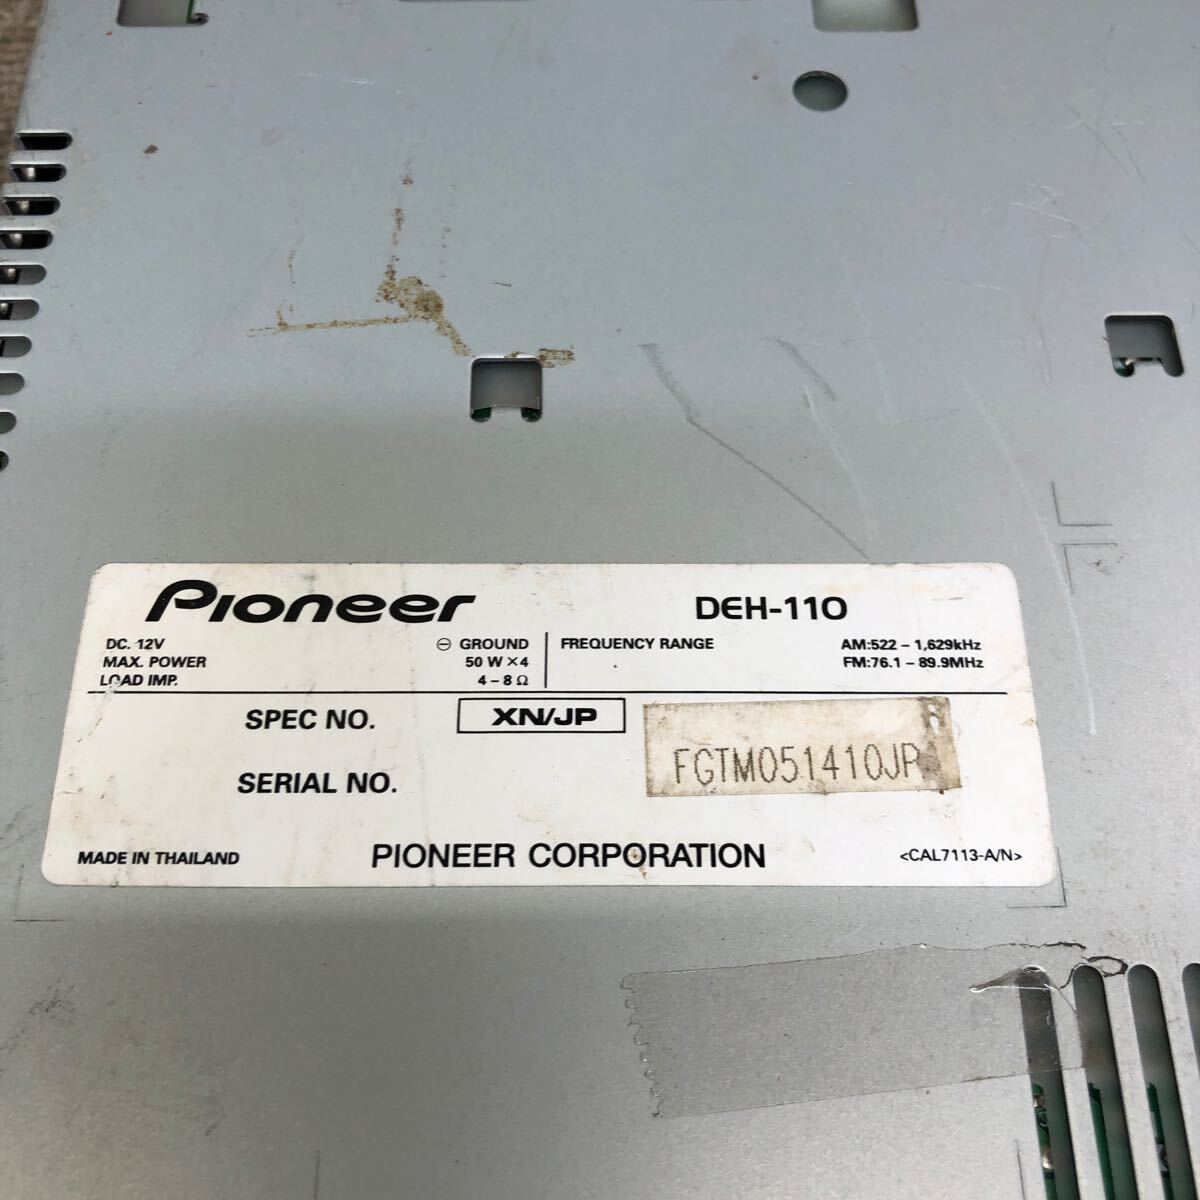 Pioneer DEH-110
DC. 12V ⊖ GROUND FREQUENCY RANGE AM:522 – 1,629kHz
MAX. POWER 50 W × 4 FM:76.1 – 89.9MHz
LOAD IMP. 4 – 8 Ω
SPEC NO. XN/JP
SERIAL NO. FGTM051410JP
MADE IN THAILAND PIONEER CORPORATION <CAL7113-A/N>